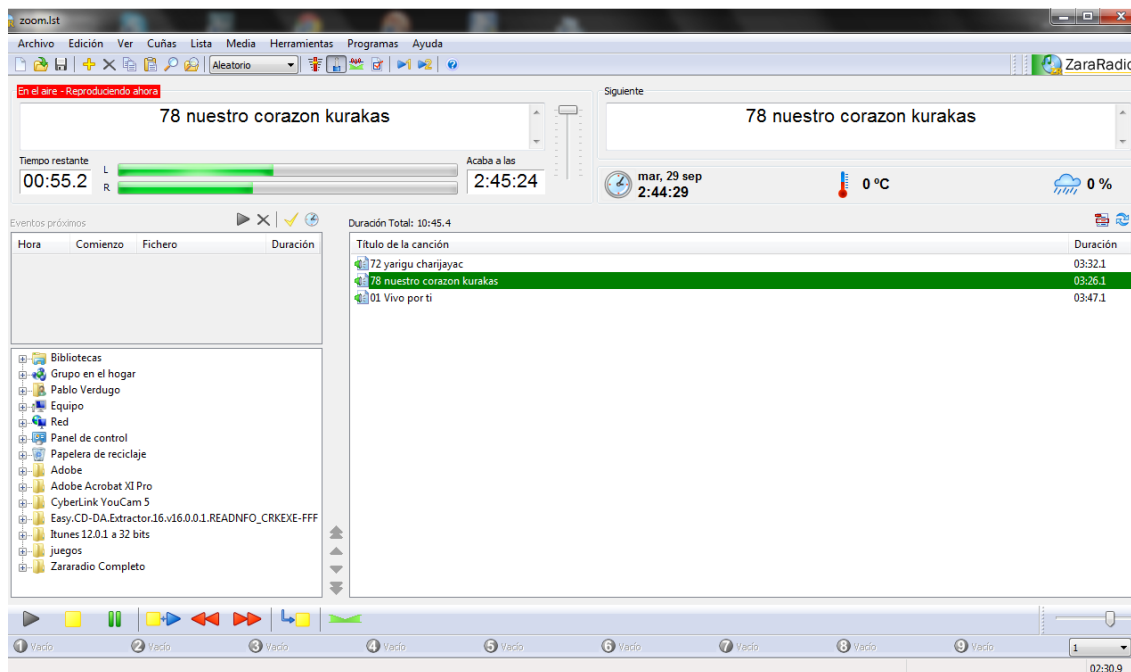 zoom.lst
Archivo Edición Ver Cuñas Lista Media Herramientas Programas Ayuda
Aleatorio
ZaraRadio
En el aire - Reproduciendo ahora
78 nuestro corazon kurakas
Siguiente
78 nuestro corazon kurakas
Tiempo restante
00:55.2
L
R
Acaba a las
2:45:24
mar, 29 sep
2:44:29
0 ºC
0 %
Eventos próximos
Hora Comienzo Fichero Duración
Duración Total: 10:45.4
Título de la canción Duración
72 yarigu charijayac 03:32.1
78 nuestro corazon kurakas 03:26.1
01 Vivo por ti 03:47.1
Bibliotecas
Grupo en el hogar
Pablo Verdugo
Equipo
Red
Panel de control
Papelera de reciclaje
Adobe
Adobe Acrobat XI Pro
CyberLink YouCam 5
Easy.CD-DA.Extractor.16.v16.0.0.1.READNFO_CRKEXE-FFF
Itunes 12.0.1 a 32 bits
juegos
Zararadio Completo
1 Vacío 2 Vacío 3 Vacío 4 Vacío 5 Vacío 6 Vacío 7 Vacío 8 Vacío 9 Vacío 1
02:30.9